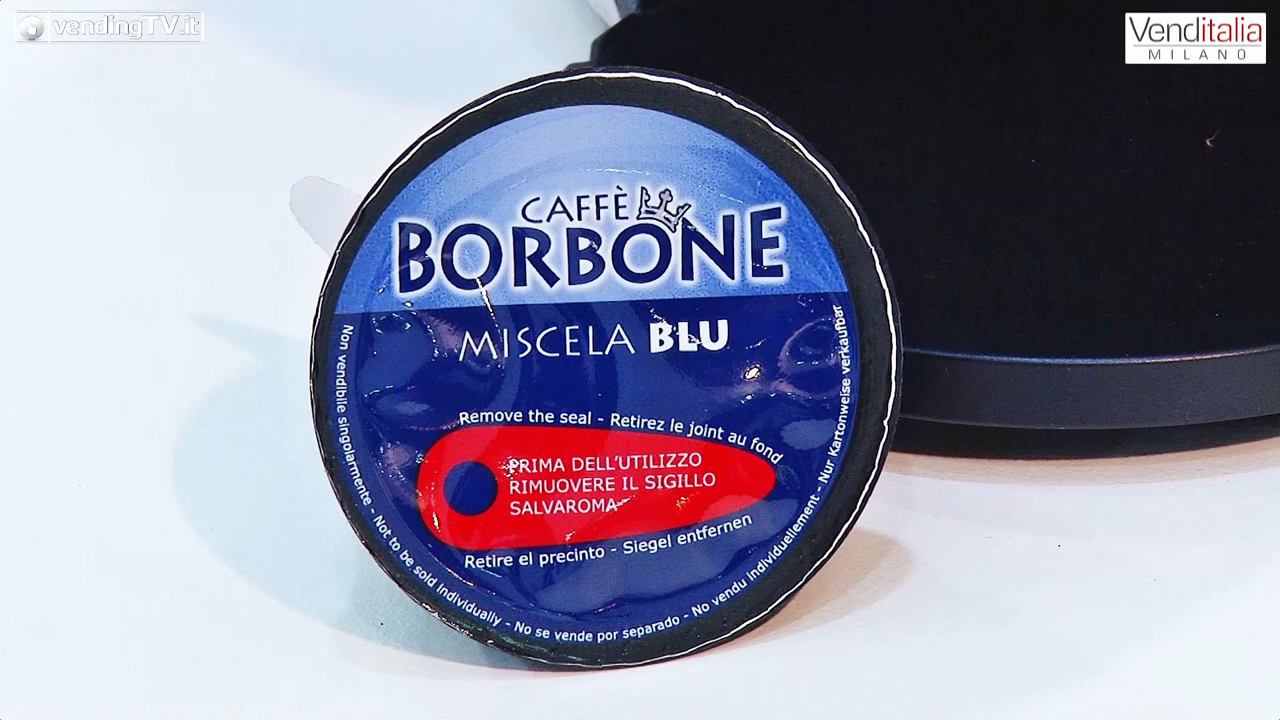 vendingTV.it
Venditalia
MILANO
CAFFÈ
BORBONE
MISCELA BLU
Remove the seal - Retirez le joint au fond
PRIMA DELL'UTILIZZO
RIMUOVERE IL SIGILLO
SALVAROMA
Retire el precinto - Siegel entfernen
Non vendibile singolarmente - Not to be sold individually - No se vende por separado - No vendu individuellement - Nur Kartonweise verkaufbar